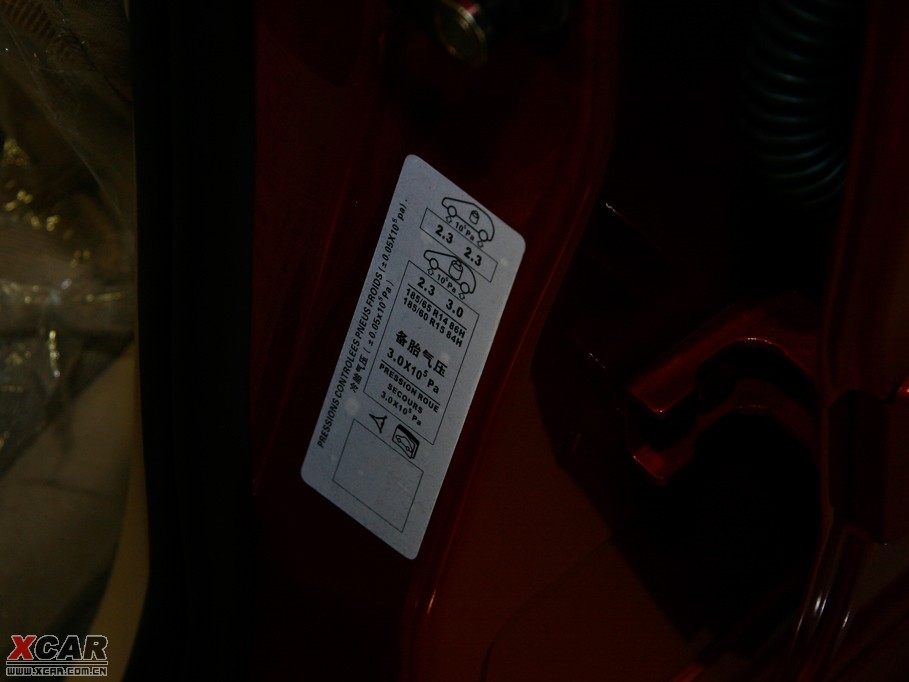 PRESSIONS CONTROLEES PNEUS FROIDS (±0.05X10⁵ pa)
冷胎气压 (±0.05X10⁵Pa)
10⁵Pa
2.3 2.3
10⁵Pa
2.3 3.0
185/65 R14 86H
185/60 R15 84H
备胎气压
3.0X10⁵ Pa
PRESSION ROUE
SECOURS
3.0X10⁵ Pa
XCAR
WWW.XCAR.COM.CN